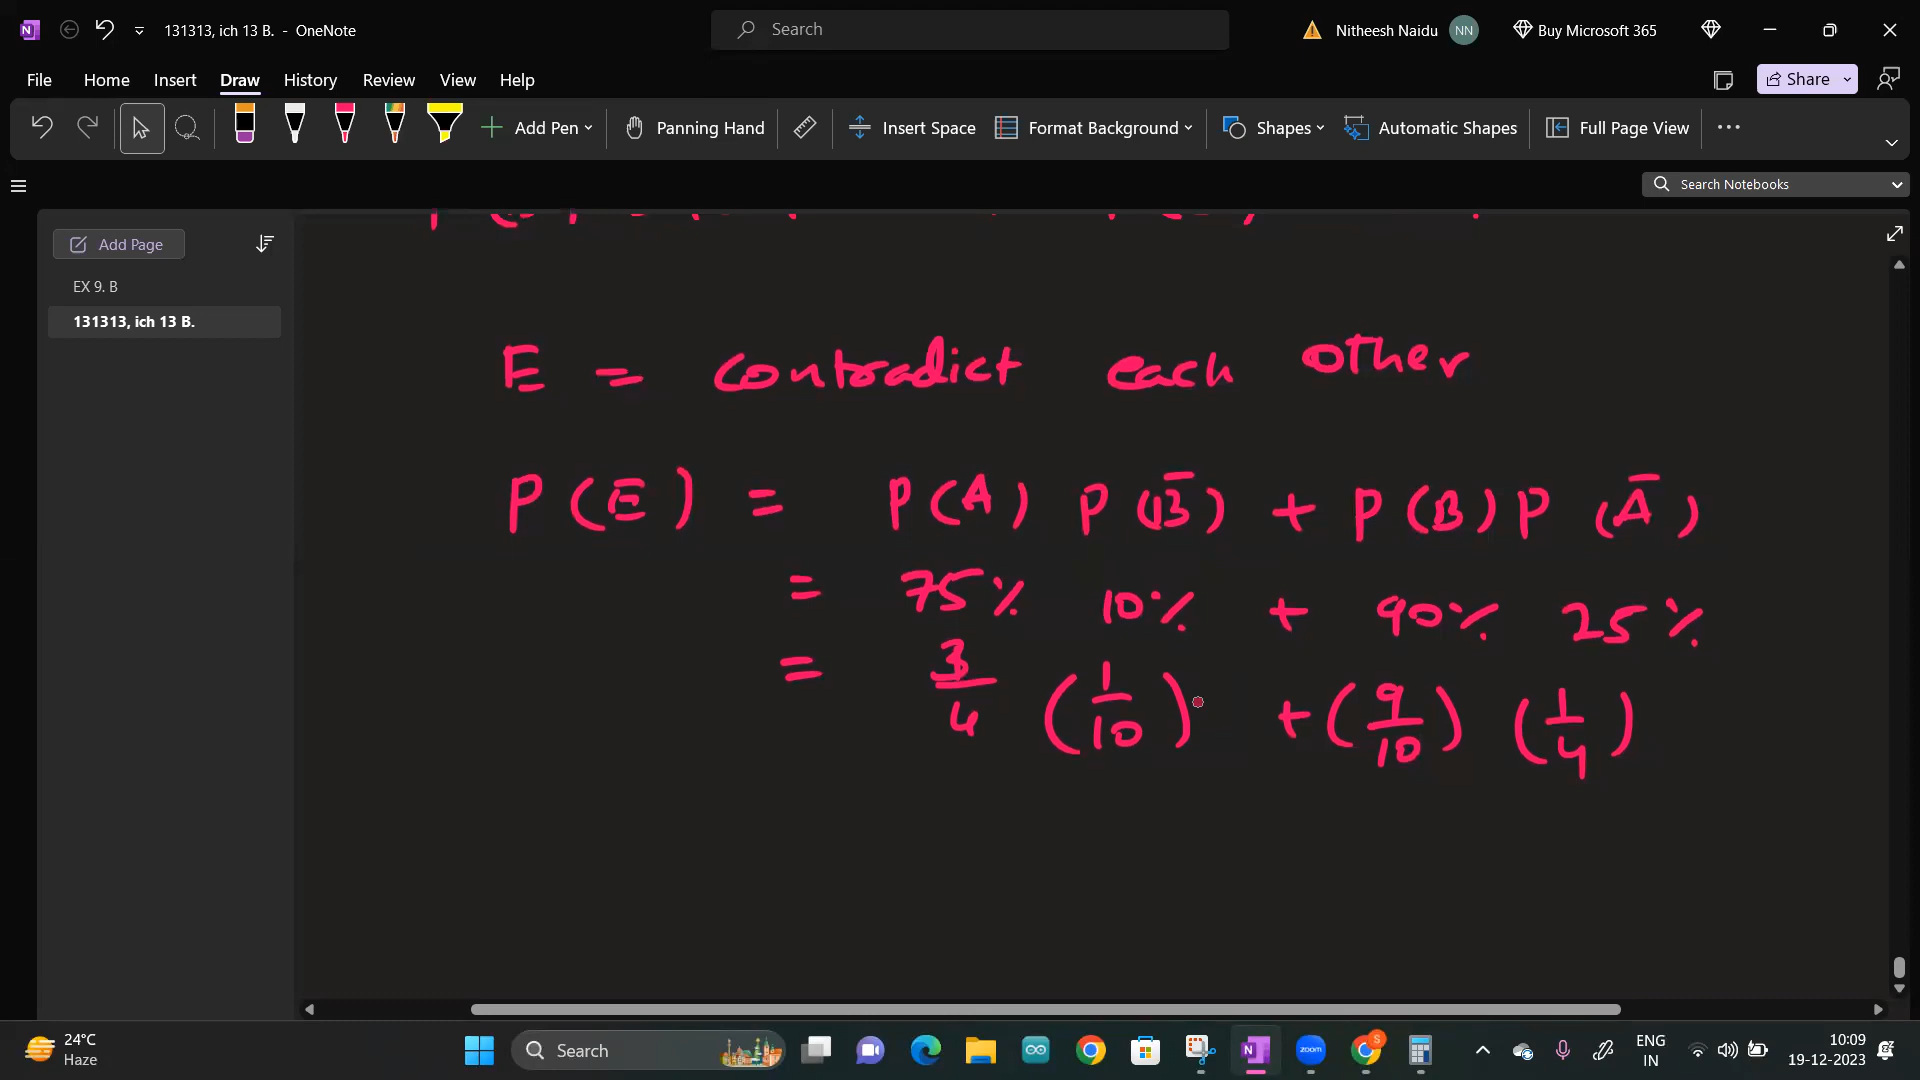 131313, ich 13 B. - OneNote
Search
Nitheesh Naidu NN
Buy Microsoft 365
File Home Insert Draw History Review View Help
Share
Add Pen
Panning Hand
Insert Space
Format Background
Shapes
Automatic Shapes
Full Page View
Search Notebooks
Add Page
EX 9. B
131313, ich 13 B.
E = contradict each other
P(E) = P(A) P(B̅) + P(B) P(A̅)
= 75% 10% + 90% 25%
= 3/4 (1/10) + (9/10) (1/4)
24°C
Haze
Search
zoom
S
ENG
IN
10:09
19-12-2023